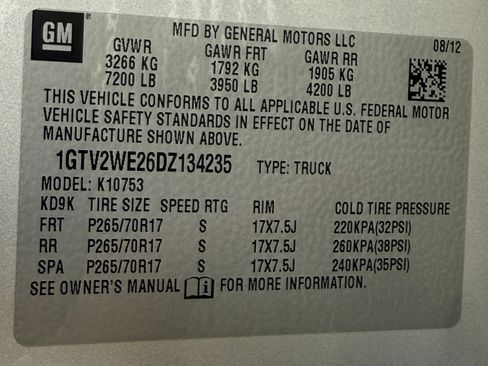 GM
MFD BY GENERAL MOTORS LLC
GVWR GAWR FRT GAWR RR 08/12
3266 KG 1792 KG 1905 KG
7200 LB 3950 LB 4200 LB
THIS VEHICLE CONFORMS TO ALL APPLICABLE U.S. FEDERAL MOTOR
VEHICLE SAFETY STANDARDS IN EFFECT ON THE DATE OF
MANUFACTURE SHOWN ABOVE.
1GTV2WE26DZ134235 TYPE: TRUCK
MODEL: K10753
KD9K TIRE SIZE SPEED RTG RIM COLD TIRE PRESSURE
FRT P265/70R17 S 17X7.5J 220KPA(32PSI)
RR P265/70R17 S 17X7.5J 260KPA(38PSI)
SPA P265/70R17 S 17X7.5J 240KPA(35PSI)
SEE OWNER'S MANUAL FOR MORE INFORMATION.